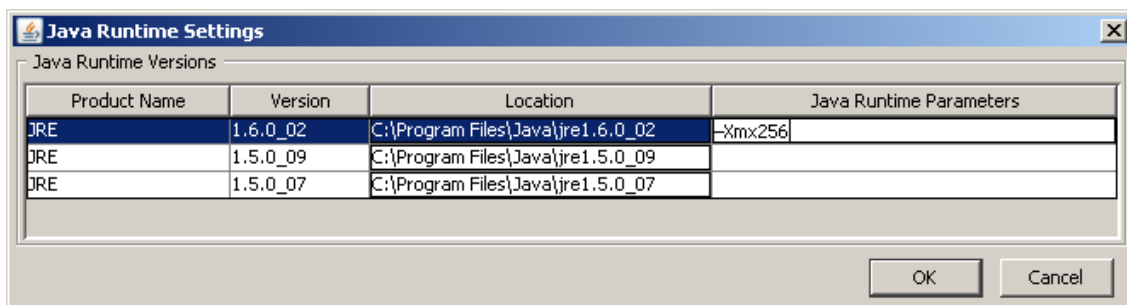 Java Runtime Settings
Java Runtime Versions
Product Name Version Location Java Runtime Parameters
JRE 1.6.0_02 C:\Program Files\Java\jre1.6.0_02 -Xmx256
JRE 1.5.0_09 C:\Program Files\Java\jre1.5.0_09
JRE 1.5.0_07 C:\Program Files\Java\jre1.5.0_07
OK Cancel